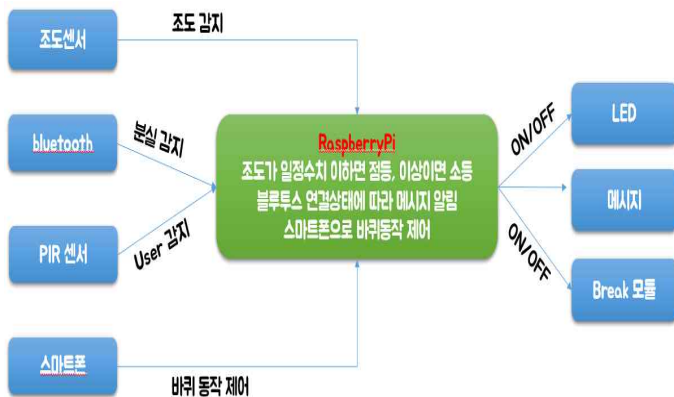 조도센서
조도 감지
bluetooth
분실 감지
PIR 센서
User 감지
스마트폰
바퀴 동작 제어
RaspberryPi
조도가 일정수치 이하면 점등, 이상이면 소등
블루투스 연결상태에 따라 메시지 알림
스마트폰으로 바퀴동작 제어
ON/OFF
LED
메시지
ON/OFF
Break 모듈